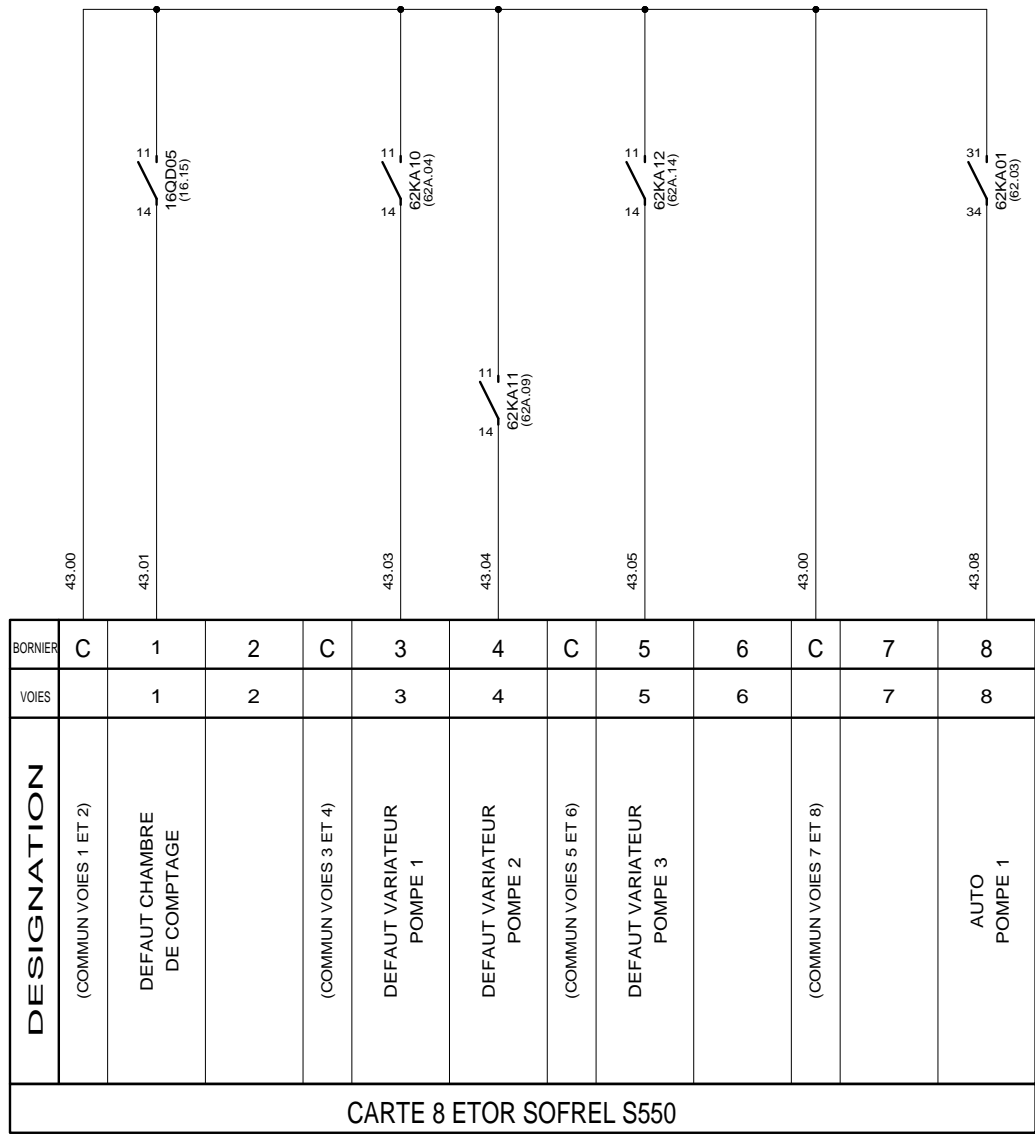 11
14
16QD05
(16.15)
11
14
62KA10
(62A.04)
11
14
62KA12
(62A.14)
31
34
62KA01
(62.03)
11
14
62KA11
(62A.09)
43.00
43.01
43.03
43.04
43.05
43.00
43.08
BORNIER C 1 2 C 3 4 C 5 6 C 7 8
VOIES 1 2 3 4 5 6 7 8
DESIGNATION
(COMMUN VOIES 1 ET 2)
DEFAUT CHAMBRE
DE COMPTAGE
(COMMUN VOIES 3 ET 4)
DEFAUT VARIATEUR
POMPE 1
DEFAUT VARIATEUR
POMPE 2
(COMMUN VOIES 5 ET 6)
DEFAUT VARIATEUR
POMPE 3
(COMMUN VOIES 7 ET 8)
AUTO
POMPE 1
CARTE 8 ETOR SOFREL S550